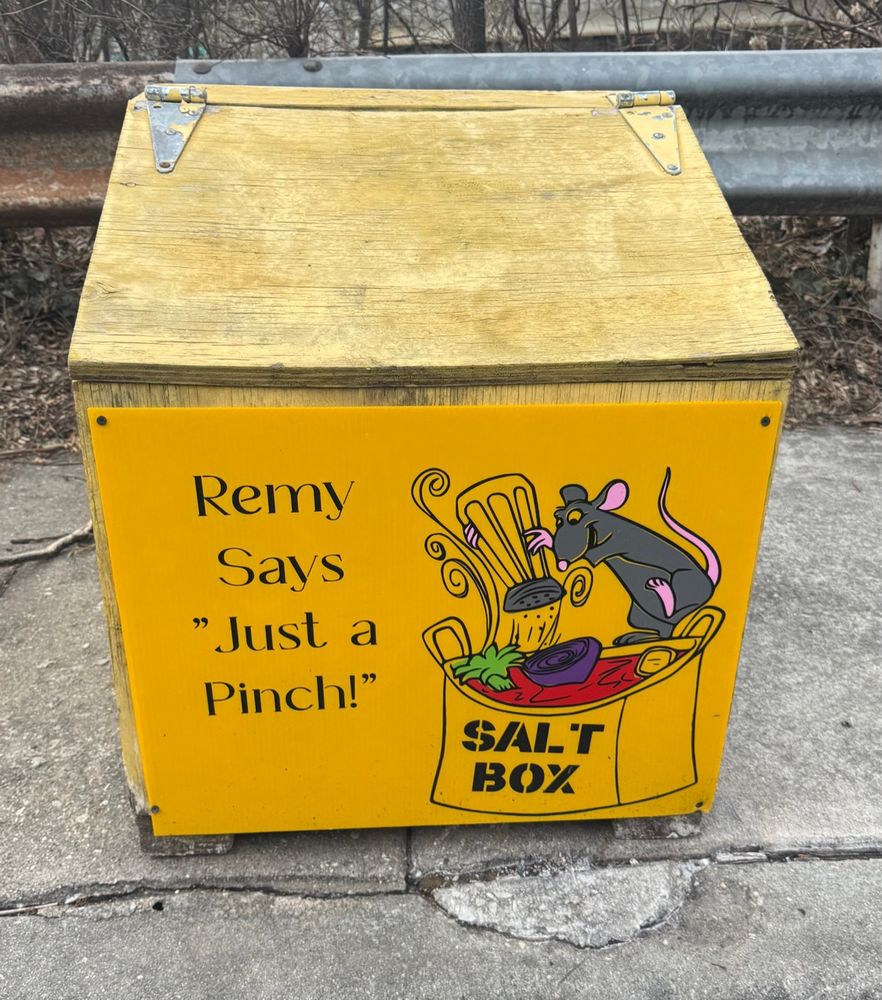 Remy
Says
”Just a
Pinch!”
SALT
BOX